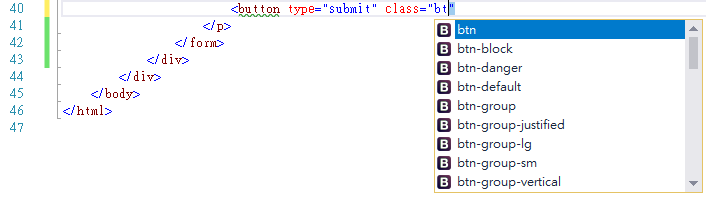 40 <button type="submit" class="bt"
41 </p>
42 </form>
43 </div>
44 </div>
45 </body>
46 </html>
47
B btn
B btn-block
B btn-danger
B btn-default
B btn-group
B btn-group-justified
B btn-group-lg
B btn-group-sm
B btn-group-vertical